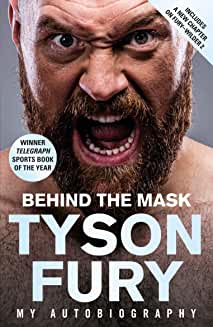 INCLUDES
A NEW CHAPTER
ON FURY-WILDER 2
WINNER
TELEGRAPH
SPORTS BOOK
OF THE YEAR
BEHIND THE MASK
TYSON
FURY
MY AUTOBIOGRAPHY